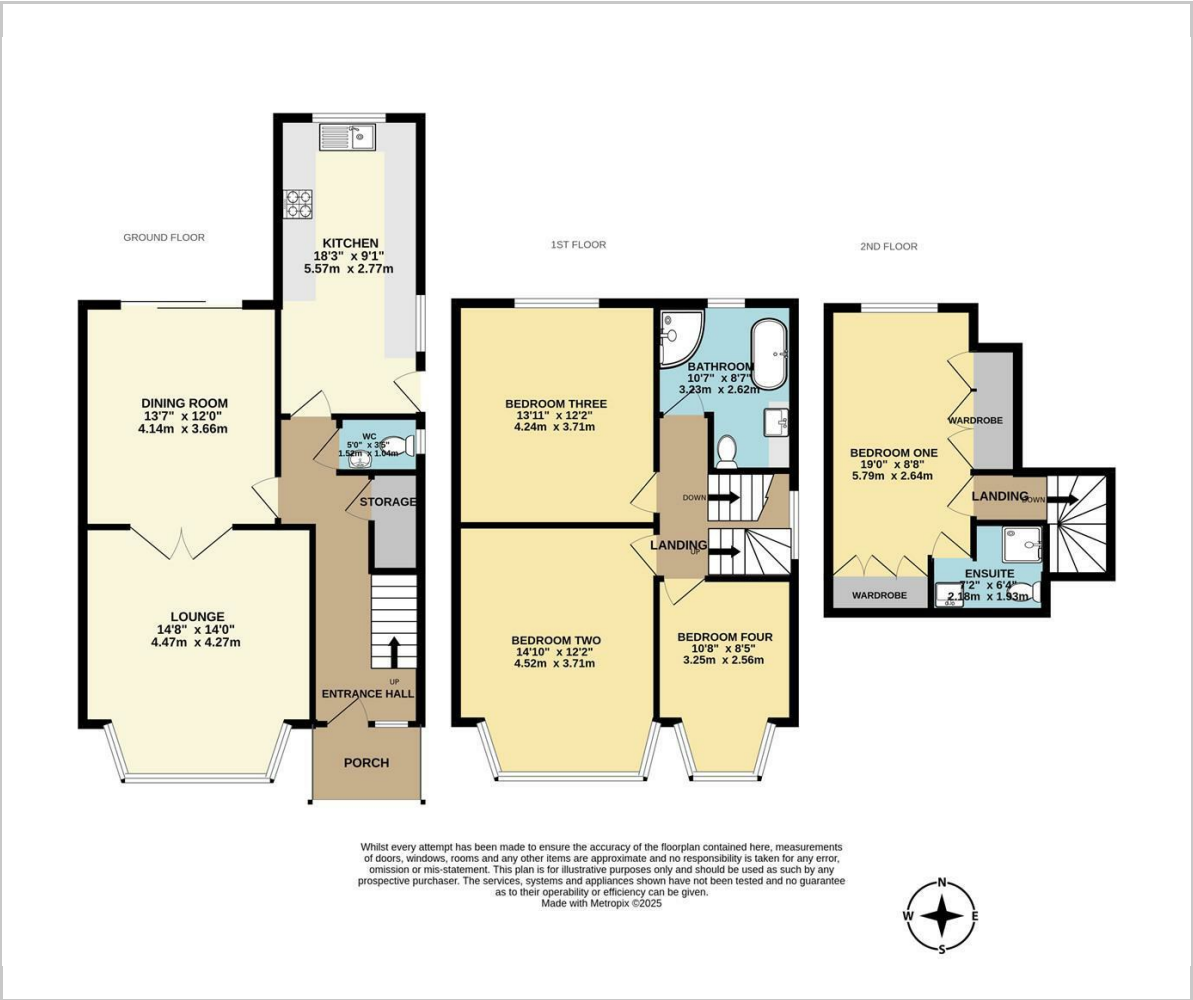 GROUND FLOOR
KITCHEN
18'3" x 9'1"
5.57m x 2.77m
DINING ROOM
13'7" x 12'0"
4.14m x 3.66m
WC
5'0" x 3'5"
1.52m x 1.04m
STORAGE
LOUNGE
14'8" x 14'0"
4.47m x 4.27m
UP
ENTRANCE HALL
PORCH
1ST FLOOR
BEDROOM THREE
13'11" x 12'2"
4.24m x 3.71m
BATHROOM
10'7" x 8'7"
3.23m x 2.62m
DOWN
LANDING
UP
BEDROOM TWO
14'10" x 12'2"
4.52m x 3.71m
BEDROOM FOUR
10'8" x 8'5"
3.25m x 2.56m
2ND FLOOR
WARDROBE
BEDROOM ONE
19'0" x 8'8"
5.79m x 2.64m
LANDING
DOWN
ENSUITE
7'2" x 6'4"
2.18m x 1.93m
WARDROBE
Whilst every attempt has been made to ensure the accuracy of the floorplan contained here, measurements
of doors, windows, rooms and any other items are approximate and no responsibility is taken for any error,
omission or mis-statement. This plan is for illustrative purposes only and should be used as such by any
prospective purchaser. The services, systems and appliances shown have not been tested and no guarantee
as to their operability or efficiency can be given.
Made with Metropix ©2025
N
W E
S